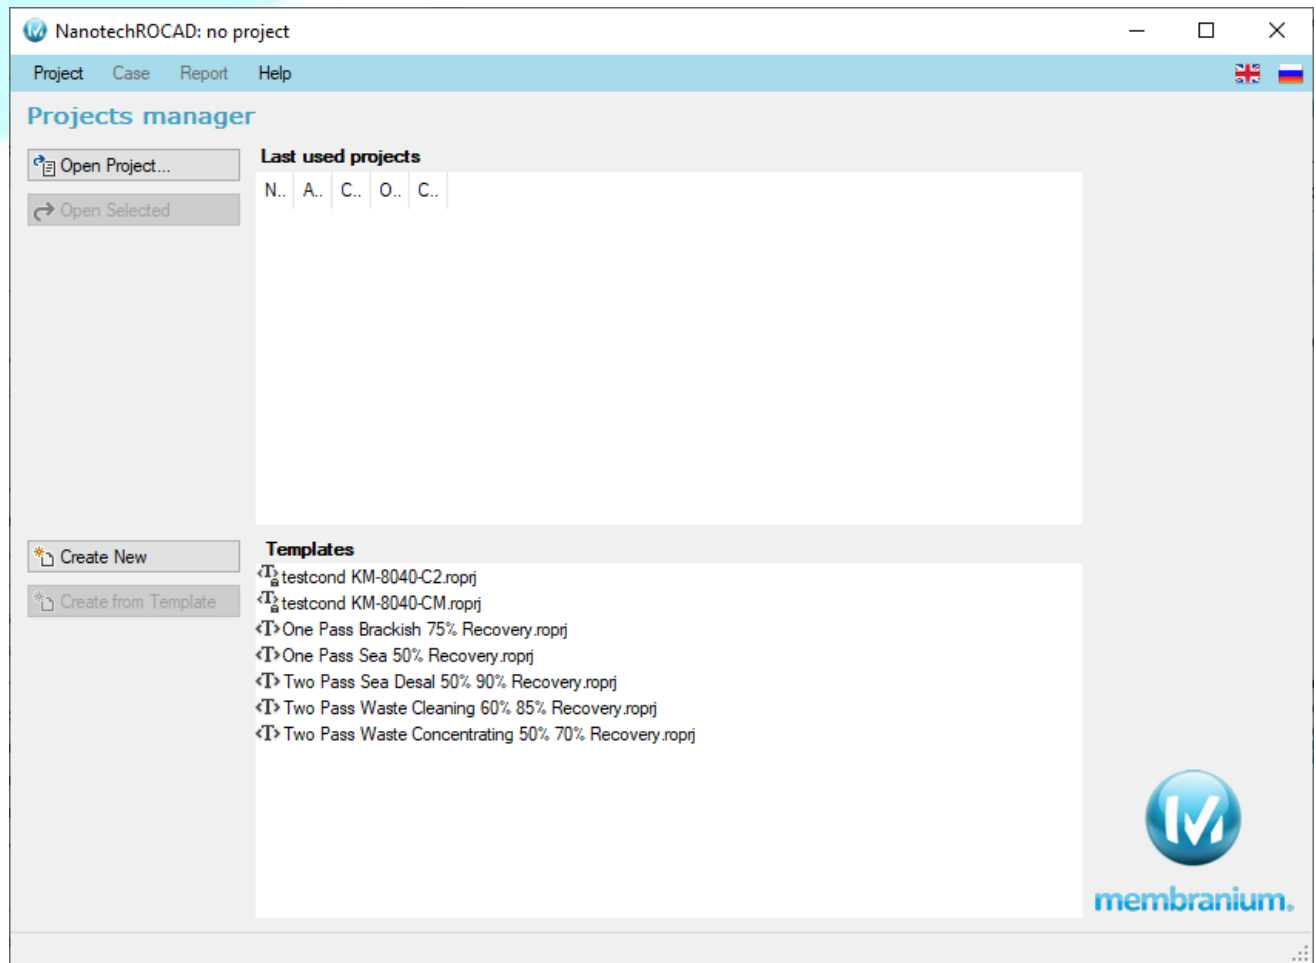 NanotechROCAD: no project
Project Case Report Help
Projects manager
Open Project...
Last used projects
N.. A.. C.. O.. C..
Open Selected
Create New
Templates
testcond KM-8040-C2.roprj
Create from Template
testcond KM-8040-CM.roprj
One Pass Brackish 75% Recovery.roprj
One Pass Sea 50% Recovery.roprj
Two Pass Sea Desal 50% 90% Recovery.roprj
Two Pass Waste Cleaning 60% 85% Recovery.roprj
Two Pass Waste Concentrating 50% 70% Recovery.roprj
membranium®